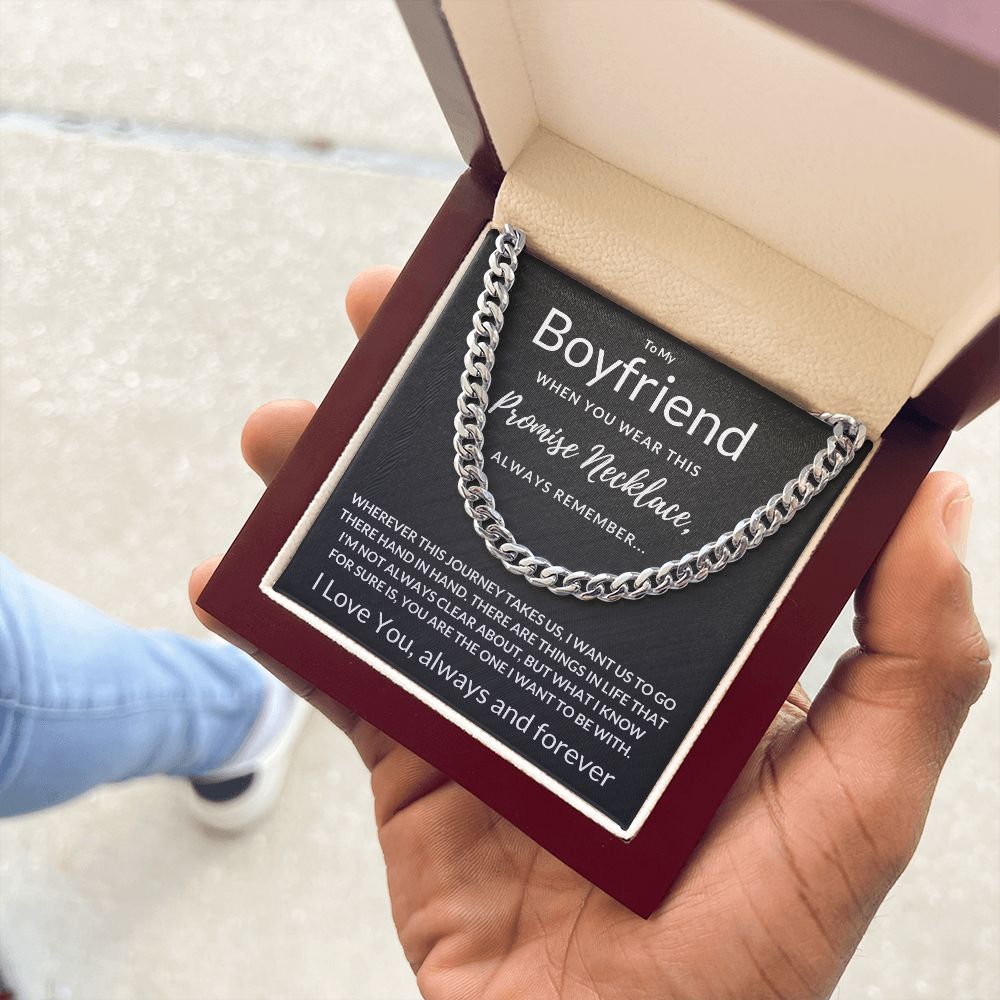 To My
Boyfriend
WHEN YOU WEAR THIS
Promise Necklace,
ALWAYS REMEMBER...
WHEREVER THIS JOURNEY TAKES US, I WANT US TO GO
THERE HAND IN HAND. THERE ARE THINGS IN LIFE THAT
I'M NOT ALWAYS CLEAR ABOUT, BUT WHAT I KNOW
FOR SURE IS, YOU ARE THE ONE I WANT TO BE WITH.
I Love You, always and forever